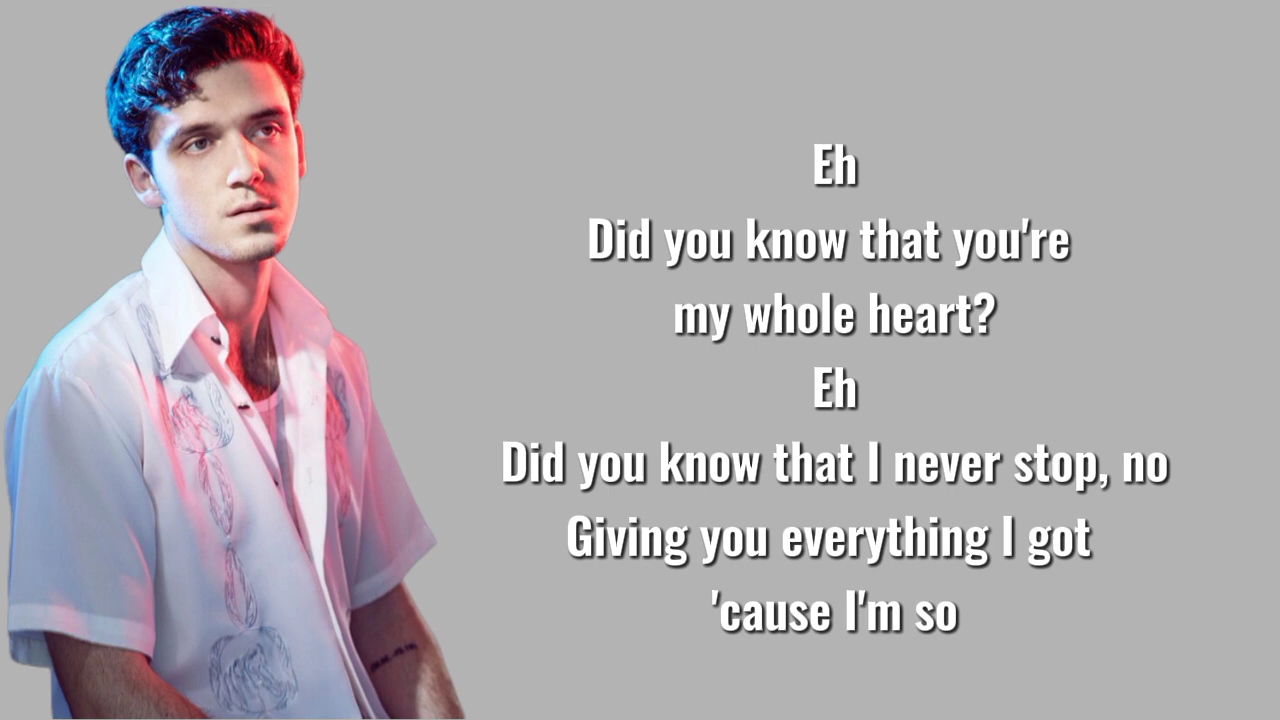 Eh
Did you know that you're
my whole heart?
Eh
Did you know that I never stop, no
Giving you everything I got
'cause I'm so